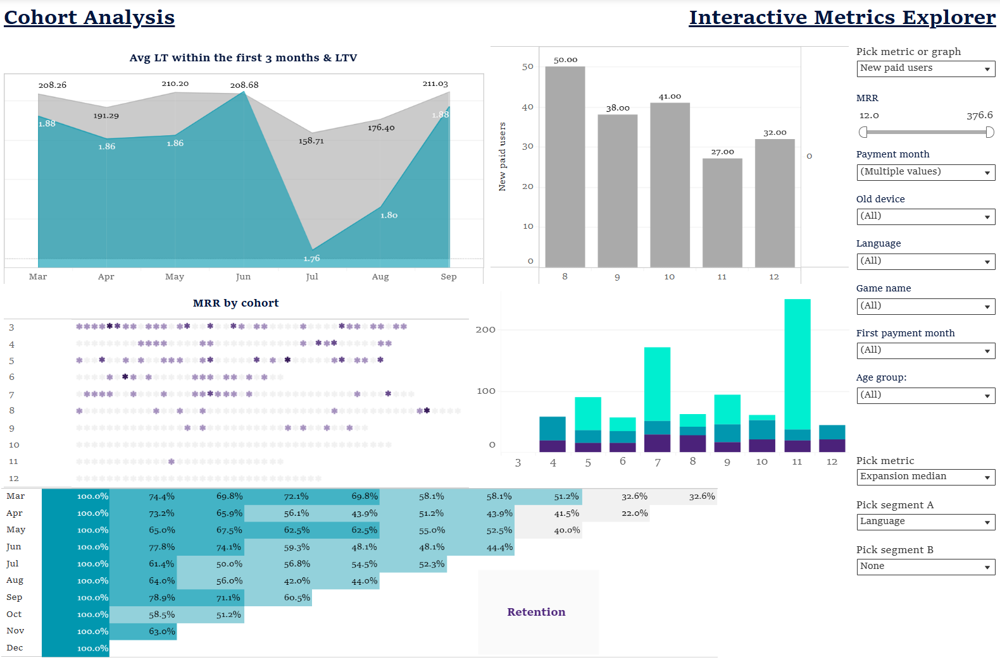 Cohort Analysis
Interactive Metrics Explorer
Avg LT within the first 3 months & LTV
208.26
191.29
210.20
208.68
158.71
176.40
211.03
1.88
1.86
1.86
1.76
1.80
1.88
Mar Apr May Jun Jul Aug Sep
New paid users
50
40
30
20
10
0
50.00
38.00
41.00
27.00
32.00
0
8 9 10 11 12
Pick metric or graph
New paid users
MRR
12.0 376.6
Payment month
(Multiple values)
Old device
(All)
Language
(All)
Game name
(All)
First payment month
(All)
Age group:
(All)
MRR by cohort
3
4
5
6
7
8
9
10
11
12
200
100
0
3 4 5 6 7 8 9 10 11 12
Pick metric
Expansion median
Pick segment A
Language
Pick segment B
None
Mar 100.0% 74.4% 69.8% 72.1% 69.8% 58.1% 58.1% 51.2% 32.6% 32.6%
Apr 100.0% 73.2% 65.9% 56.1% 43.9% 51.2% 43.9% 41.5% 22.0%
May 100.0% 65.0% 67.5% 62.5% 62.5% 55.0% 52.5% 40.0%
Jun 100.0% 77.8% 74.1% 59.3% 48.1% 48.1% 44.4%
Jul 100.0% 61.4% 50.0% 56.8% 54.5% 52.3%
Aug 100.0% 64.0% 56.0% 42.0% 44.0%
Sep 100.0% 78.9% 71.1% 60.5%
Oct 100.0% 58.5% 51.2%
Nov 100.0% 63.0%
Dec 100.0%
Retention